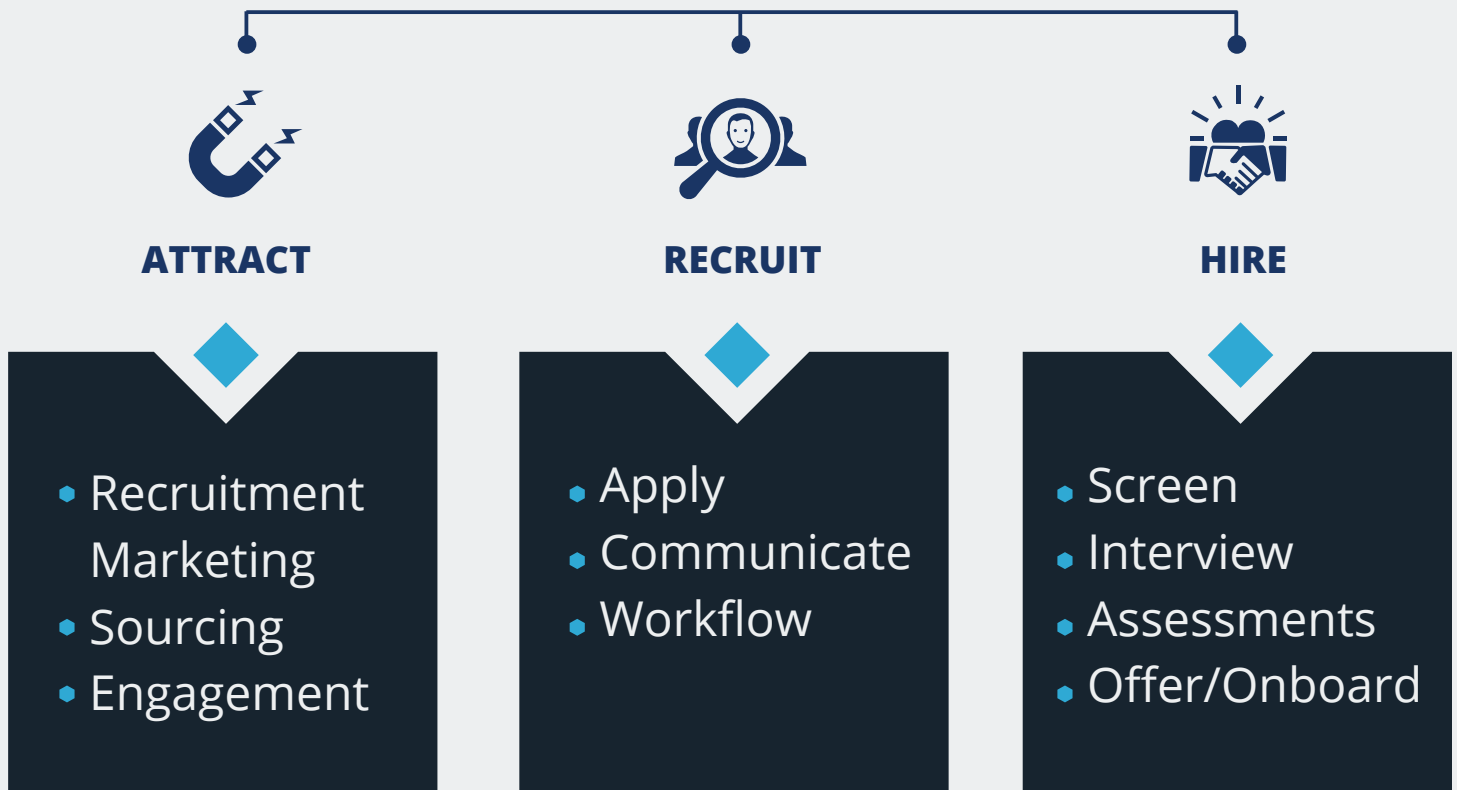 ATTRACT
Recruitment
Marketing
Sourcing
Engagement
RECRUIT
Apply
Communicate
Workflow
HIRE
Screen
Interview
Assessments
Offer/Onboard